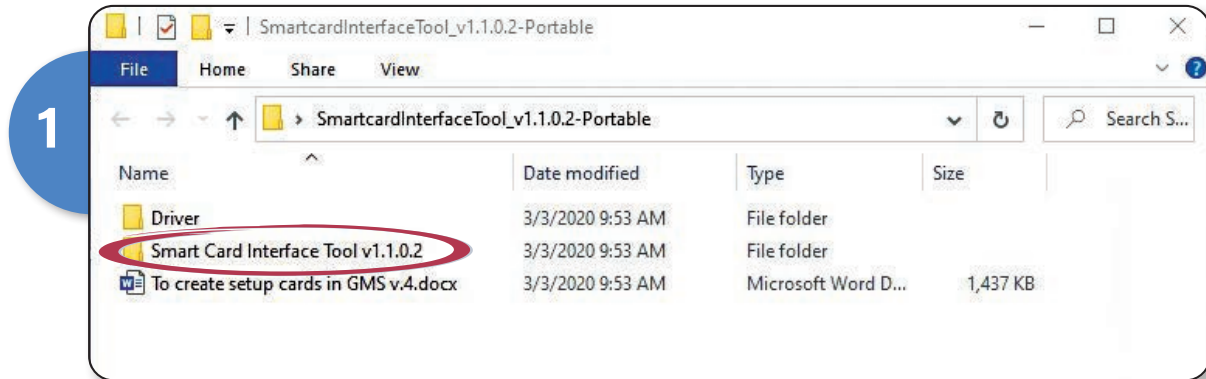 SmartcardInterfaceTool_v1.1.0.2-Portable
File Home Share View
1
SmartcardInterfaceTool_v1.1.0.2-Portable Search S...
Name Date modified Type Size
Driver 3/3/2020 9:53 AM File folder
Smart Card Interface Tool v1.1.0.2 3/3/2020 9:53 AM File folder
To create setup cards in GMS v.4.docx 3/3/2020 9:53 AM Microsoft Word D... 1,437 KB